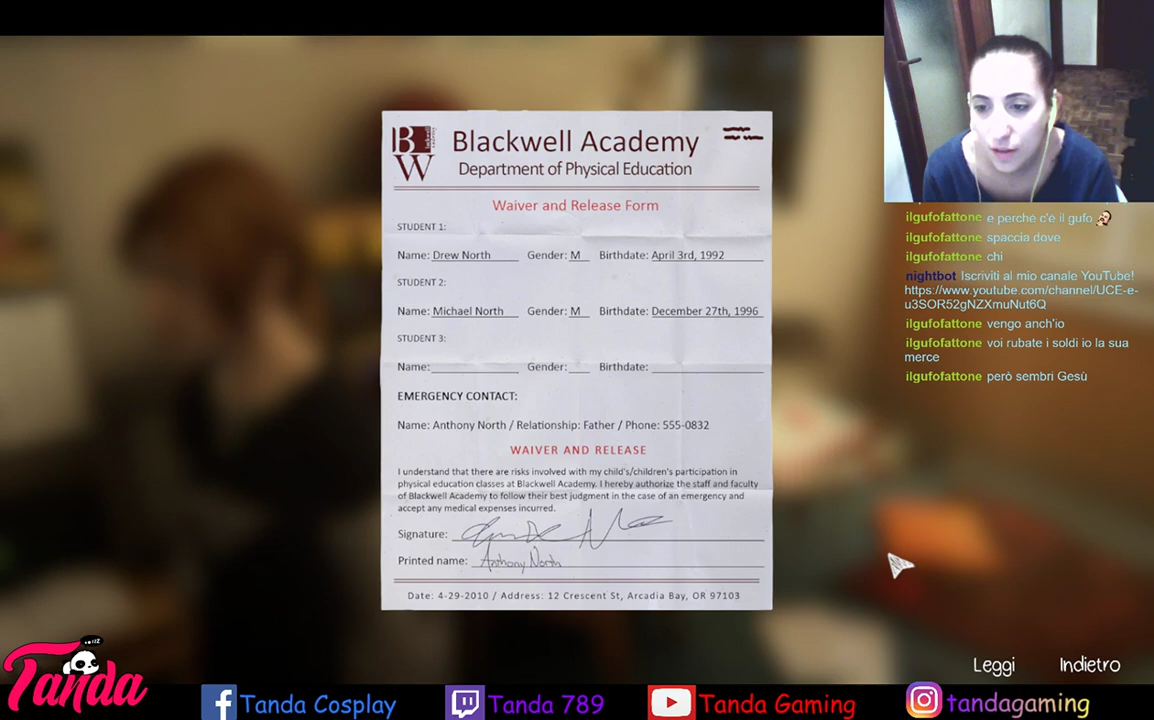 BW
Blackwell Academy
Department of Physical Education
Waiver and Release Form
STUDENT 1:
Name: Drew North Gender: M Birthdate: April 3rd, 1992
STUDENT 2:
Name: Michael North Gender: M Birthdate: December 27th, 1996
STUDENT 3:
Name: Gender: Birthdate:
EMERGENCY CONTACT:
Name: Anthony North / Relationship: Father / Phone: 555-0832
WAIVER AND RELEASE
I understand that there are risks involved with my child's/children's participation in
physical education classes at Blackwell Academy. I hereby authorize the staff and faculty
of Blackwell Academy to follow their best judgment in the case of an emergency and
accept any medical expenses incurred.
Signature:
Printed name: Anthony North
Date: 4-29-2010 / Address: 12 Crescent St, Arcadia Bay, OR 97103
ilgufofattone e perché c'è il gufo
ilgufofattone spaccia dove
ilgufofattone chi
nightbot Iscriviti al mio canale YouTube!
https://www.youtube.com/channel/UCE-e-
u3SOR52gNZXmuNut6Q
ilgufofattone vengo anch'io
ilgufofattone voi rubate i soldi io la sua
merce
ilgufofattone però sembri Gesù
Leggi Indietro
Tanda
Tanda Cosplay Tanda 789 Tanda Gaming tandagaming